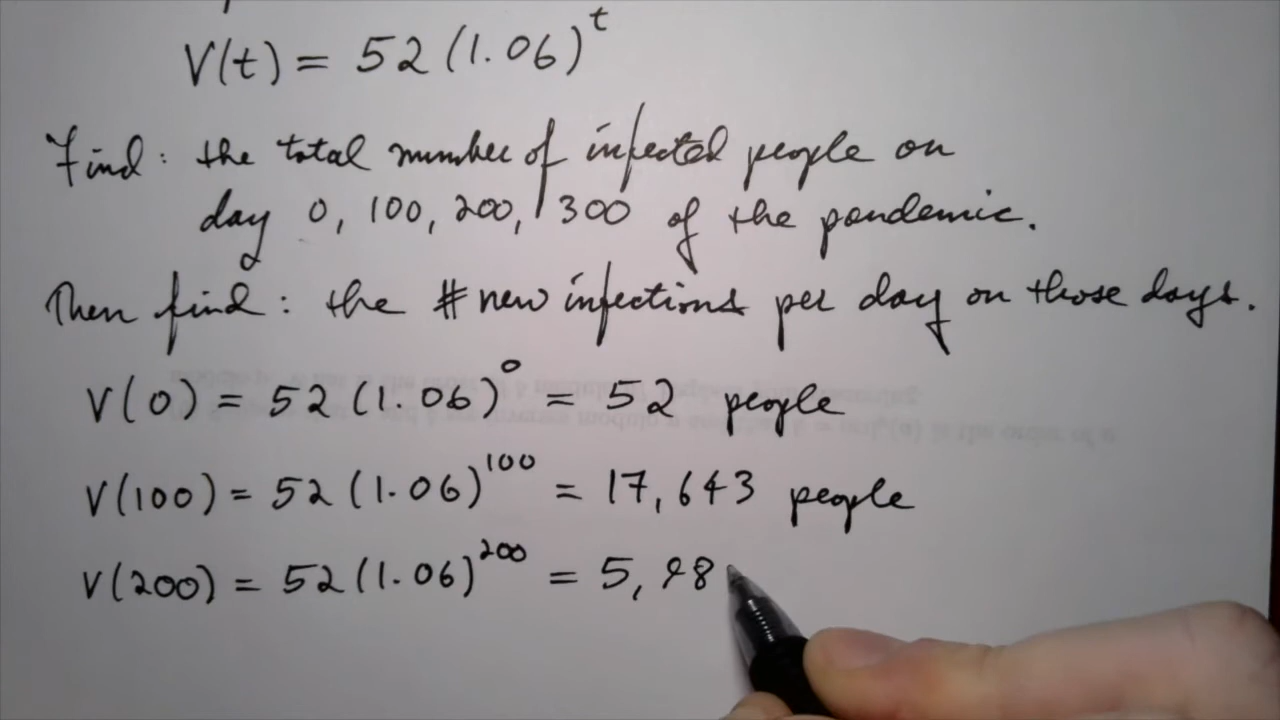 V(t) = 52 (1.06)^t
Find: the total number of infected people on
day 0, 100, 200, 300 of the pandemic.
Then find: the # new infections per day on those days.
V(0) = 52 (1.06)^0 = 52 people
V(100) = 52 (1.06)^100 = 17,643 people
V(200) = 52 (1.06)^200 = 5,98